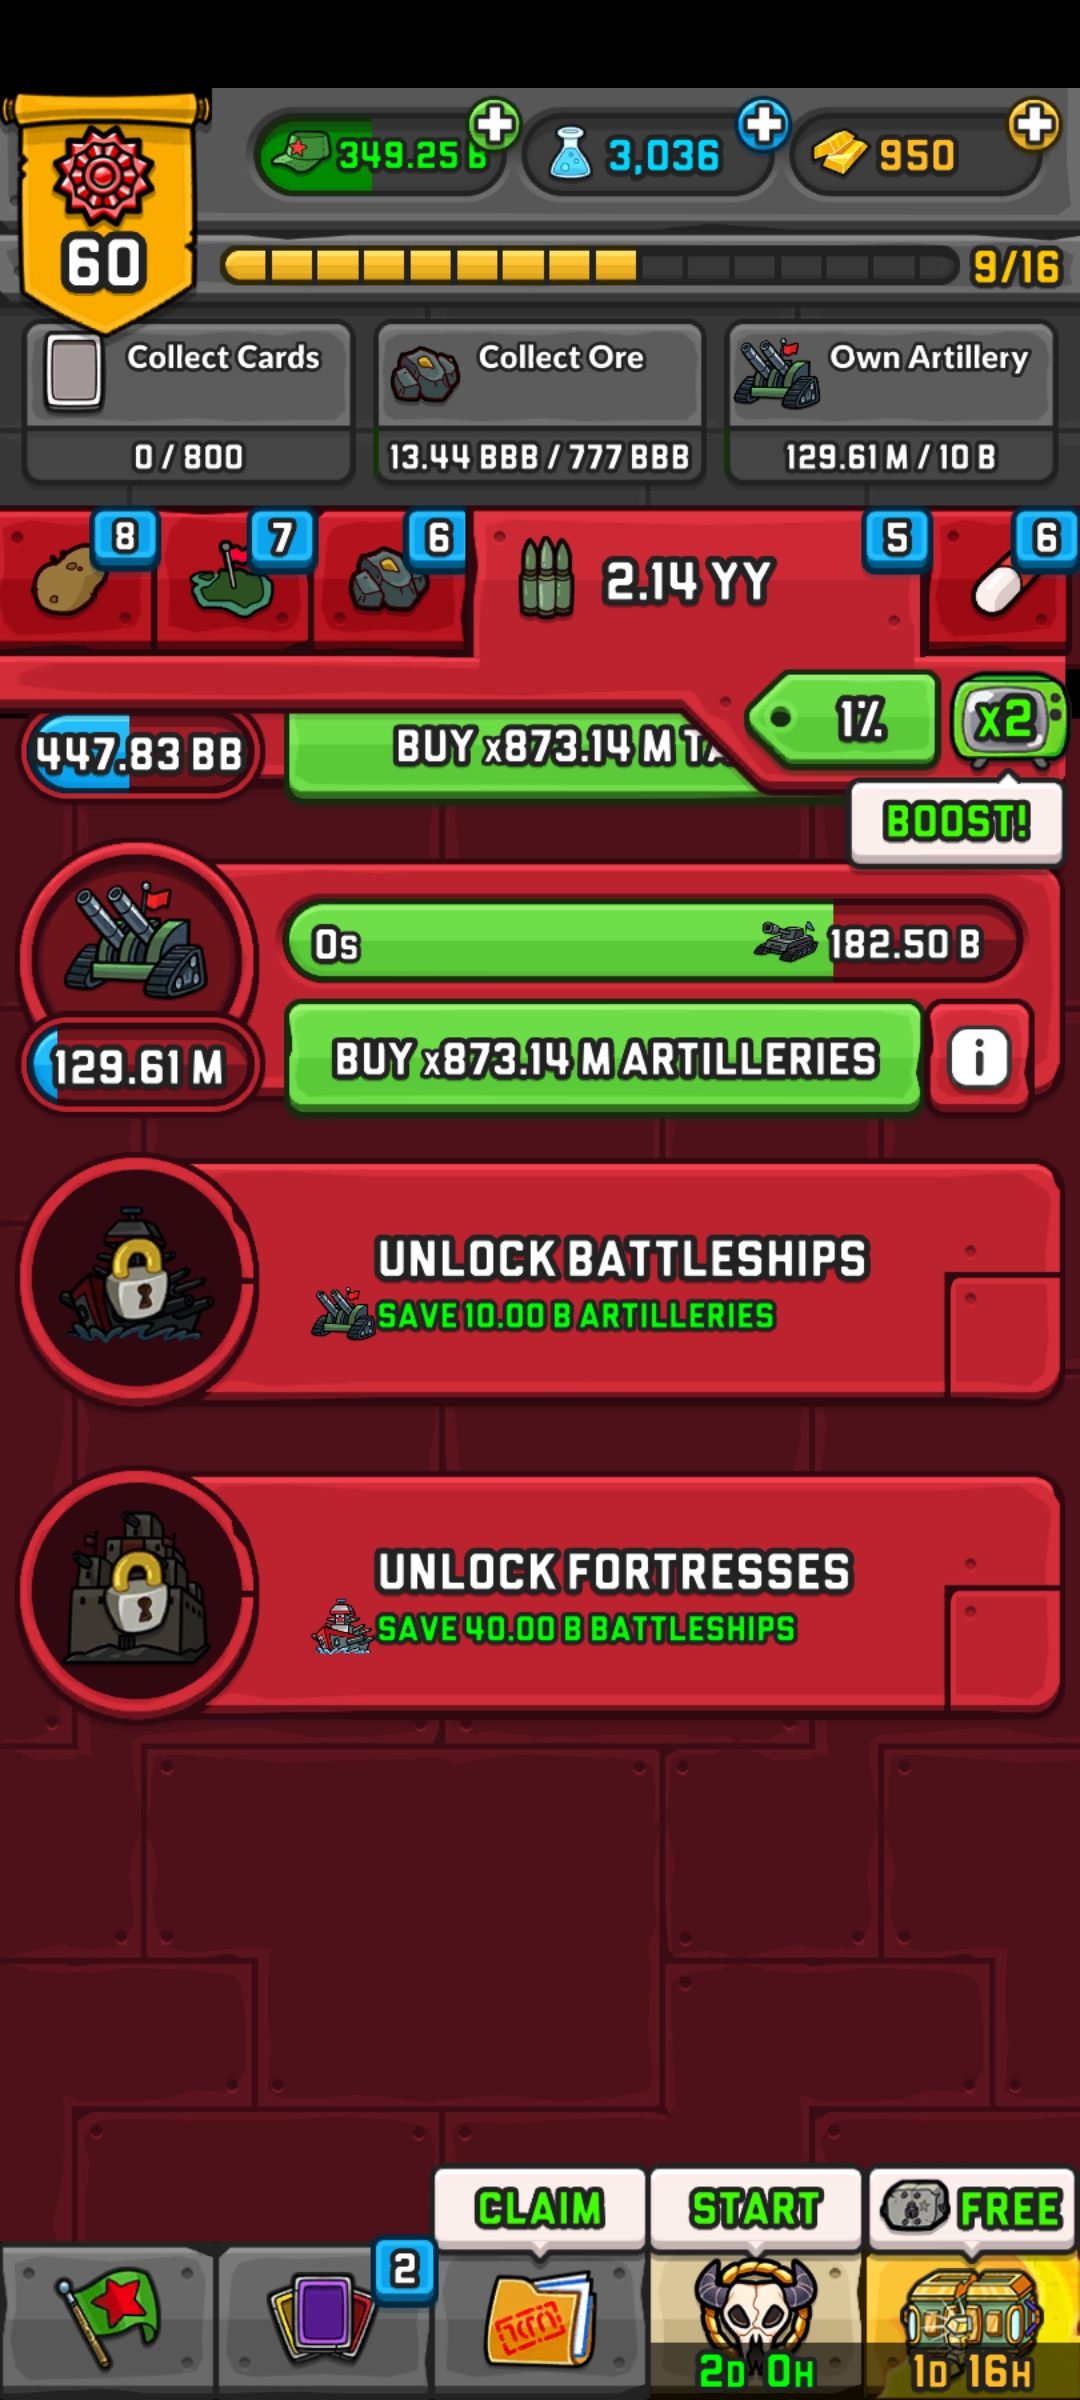 349.25 B
3,036
950
60
9/16
Collect Cards
0 / 800
Collect Ore
13.44 BBB / 777 BBB
Own Artillery
129.61 M / 10 B
8
7
6
2.14 YY
5
6
1%
x2
BOOST!
447.83 BB
BUY x873.14 M TA
0s
182.50 B
129.61 M
BUY x873.14 M ARTILLERIES
i
UNLOCK BATTLESHIPS
SAVE 10.00 B ARTILLERIES
UNLOCK FORTRESSES
SAVE 40.00 B BATTLESHIPS
CLAIM
START
FREE
2
2D 0H
1D 16H